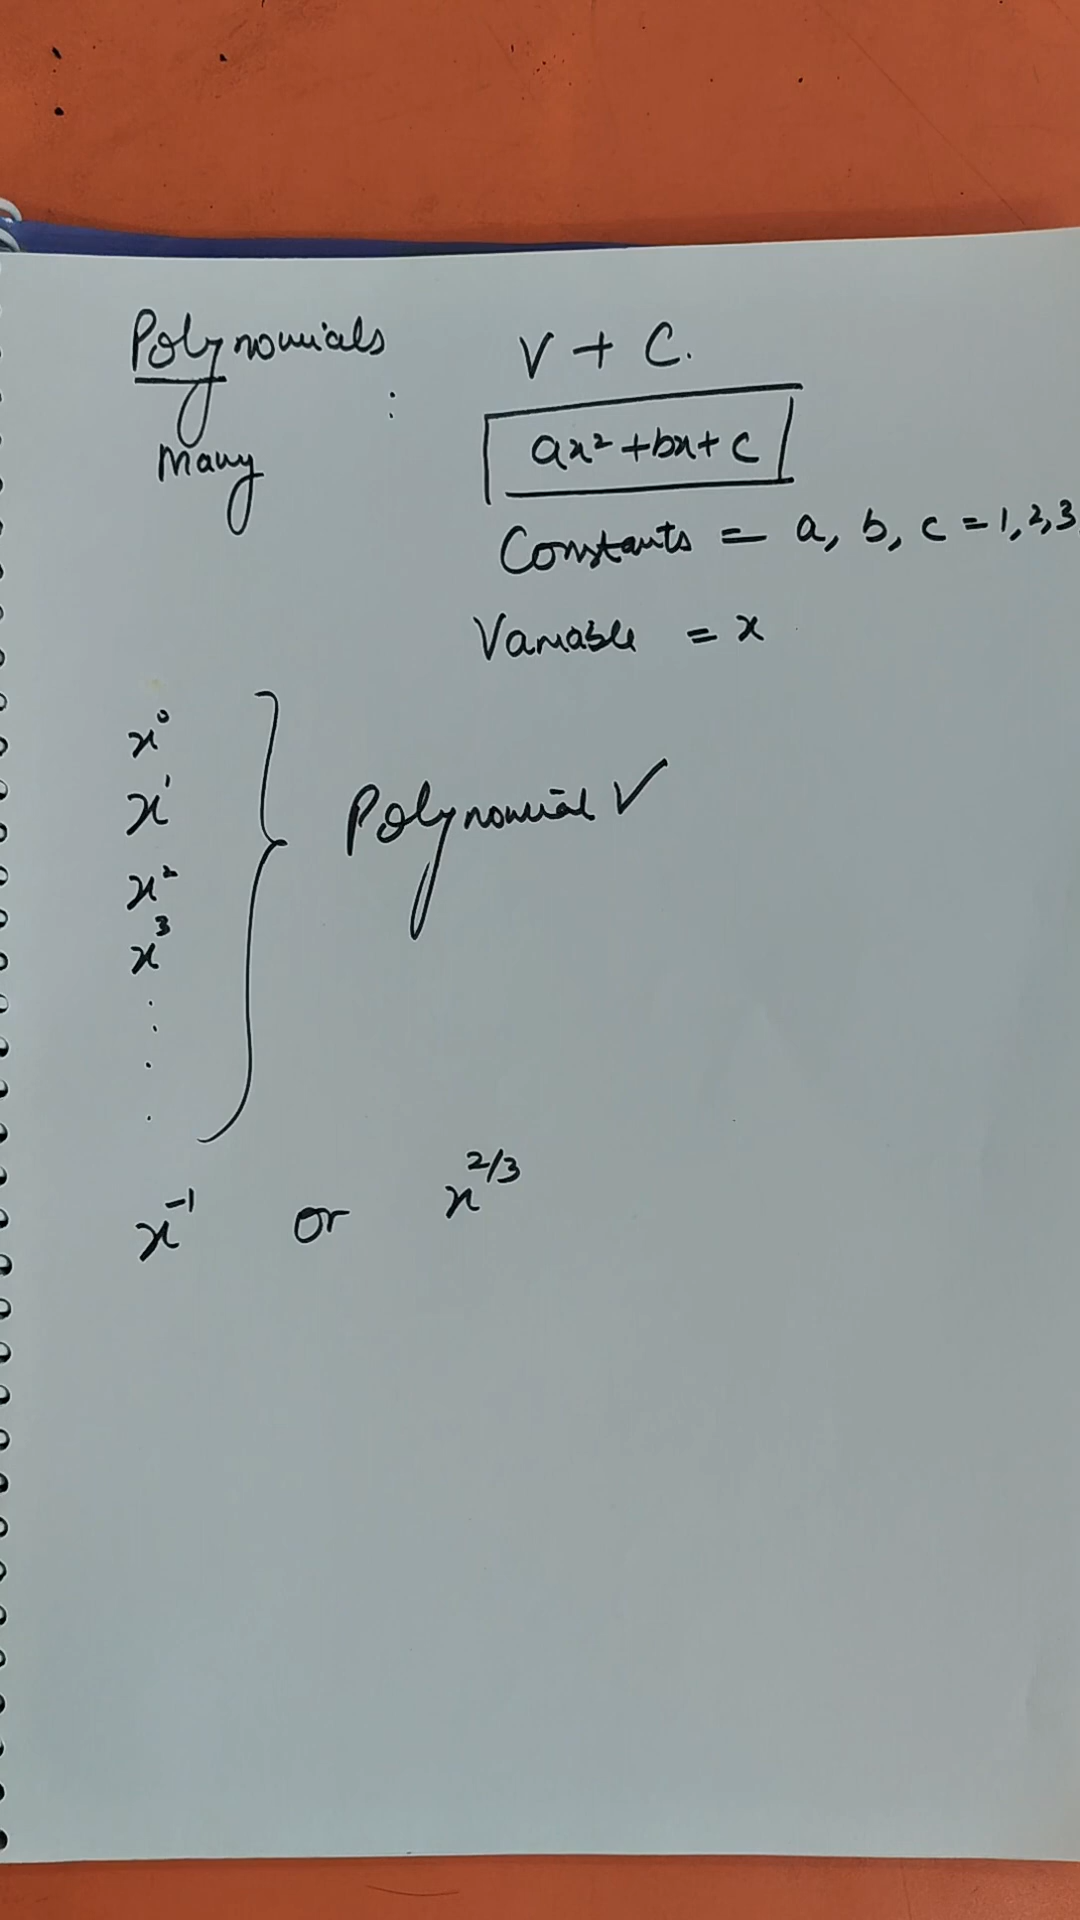 Polynomials : V + C.
Many
ax² + bx + c
Constants = a, b, c = 1, 2, 3
Variable = x
x⁰
x¹
x²
x³
Polynomial ✓
x⁻¹ or x^2/3